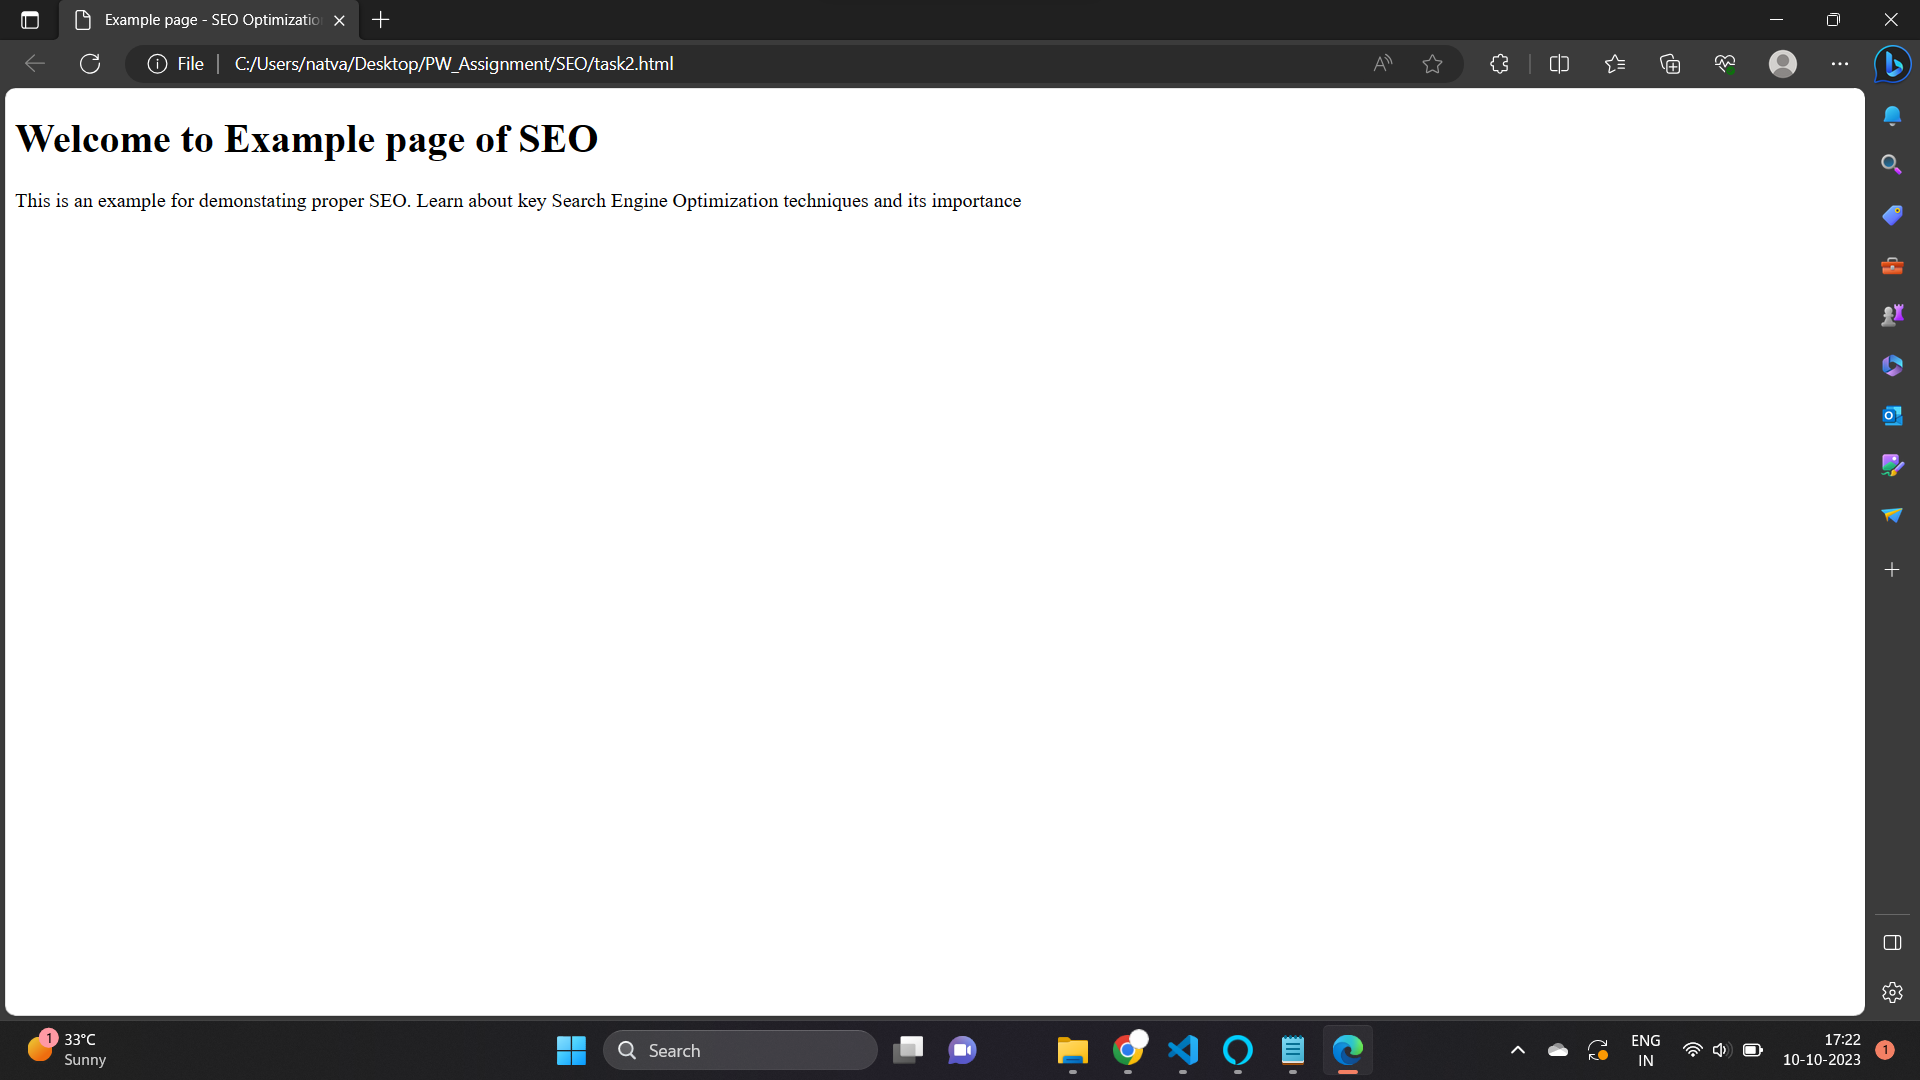 Example page - SEO Optimizatio
File
C:/Users/natva/Desktop/PW_Assignment/SEO/task2.html
Welcome to Example page of SEO
This is an example for demonstating proper SEO. Learn about key Search Engine Optimization techniques and its importance
1
33°C
Sunny
Search
ENG
IN
17:22
10-10-2023
1